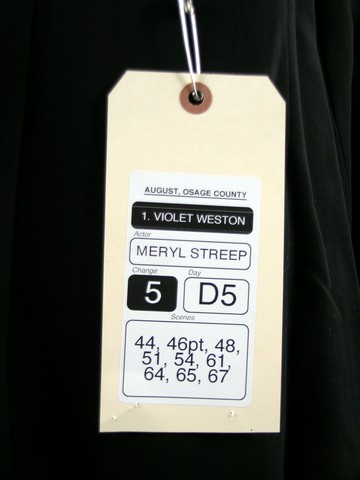 AUGUST, OSAGE COUNTY
1. VIOLET WESTON
Actor
MERYL STREEP
Change Day
5 D5
Scenes
44, 46pt, 48,
51, 54, 61,
64, 65, 67